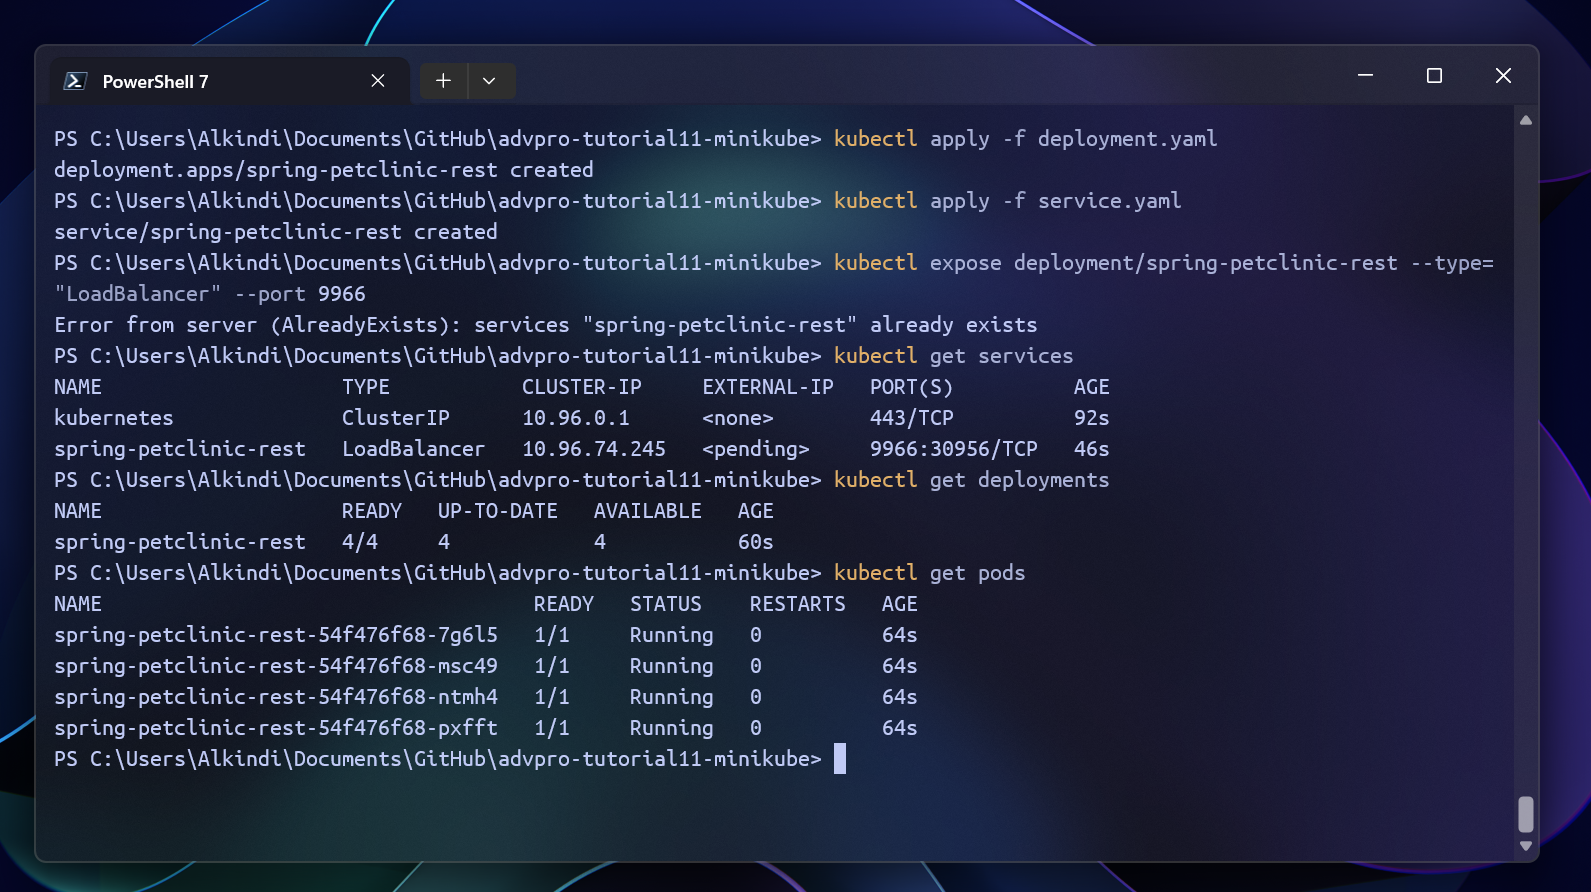 PowerShell 7
PS C:\Users\Alkindi\Documents\GitHub\advpro-tutorial11-minikube> kubectl apply -f deployment.yaml
deployment.apps/spring-petclinic-rest created
PS C:\Users\Alkindi\Documents\GitHub\advpro-tutorial11-minikube> kubectl apply -f service.yaml
service/spring-petclinic-rest created
PS C:\Users\Alkindi\Documents\GitHub\advpro-tutorial11-minikube> kubectl expose deployment/spring-petclinic-rest --type=
"LoadBalancer" --port 9966
Error from server (AlreadyExists): services "spring-petclinic-rest" already exists
PS C:\Users\Alkindi\Documents\GitHub\advpro-tutorial11-minikube> kubectl get services
NAME                    TYPE           CLUSTER-IP     EXTERNAL-IP   PORT(S)          AGE
kubernetes              ClusterIP      10.96.0.1      <none>        443/TCP          92s
spring-petclinic-rest   LoadBalancer   10.96.74.245   <pending>     9966:30956/TCP   46s
PS C:\Users\Alkindi\Documents\GitHub\advpro-tutorial11-minikube> kubectl get deployments
NAME                    READY   UP-TO-DATE   AVAILABLE   AGE
spring-petclinic-rest   4/4     4            4           60s
PS C:\Users\Alkindi\Documents\GitHub\advpro-tutorial11-minikube> kubectl get pods
NAME                                    READY   STATUS    RESTARTS   AGE
spring-petclinic-rest-54f476f68-7g6l5   1/1     Running   0          64s
spring-petclinic-rest-54f476f68-msc49   1/1     Running   0          64s
spring-petclinic-rest-54f476f68-ntmh4   1/1     Running   0          64s
spring-petclinic-rest-54f476f68-pxfft   1/1     Running   0          64s
PS C:\Users\Alkindi\Documents\GitHub\advpro-tutorial11-minikube>